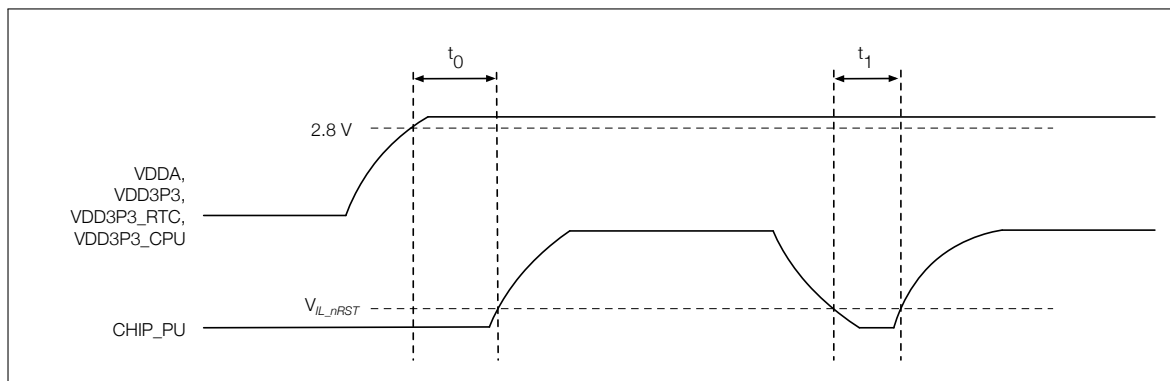 t0
t1
2.8 V
VDDA,
VDD3P3,
VDD3P3_RTC,
VDD3P3_CPU
VIL_nRST
CHIP_PU